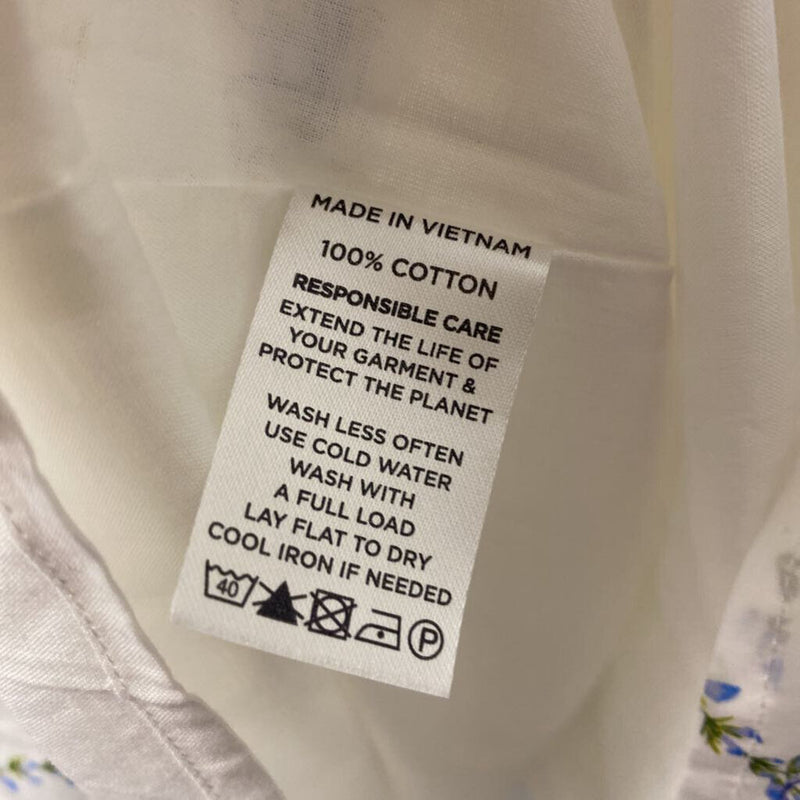 MADE IN VIETNAM
100% COTTON
RESPONSIBLE CARE
EXTEND THE LIFE OF
YOUR GARMENT &
PROTECT THE PLANET
WASH LESS OFTEN
USE COLD WATER
WASH WITH
A FULL LOAD
LAY FLAT TO DRY
COOL IRON IF NEEDED
40 P